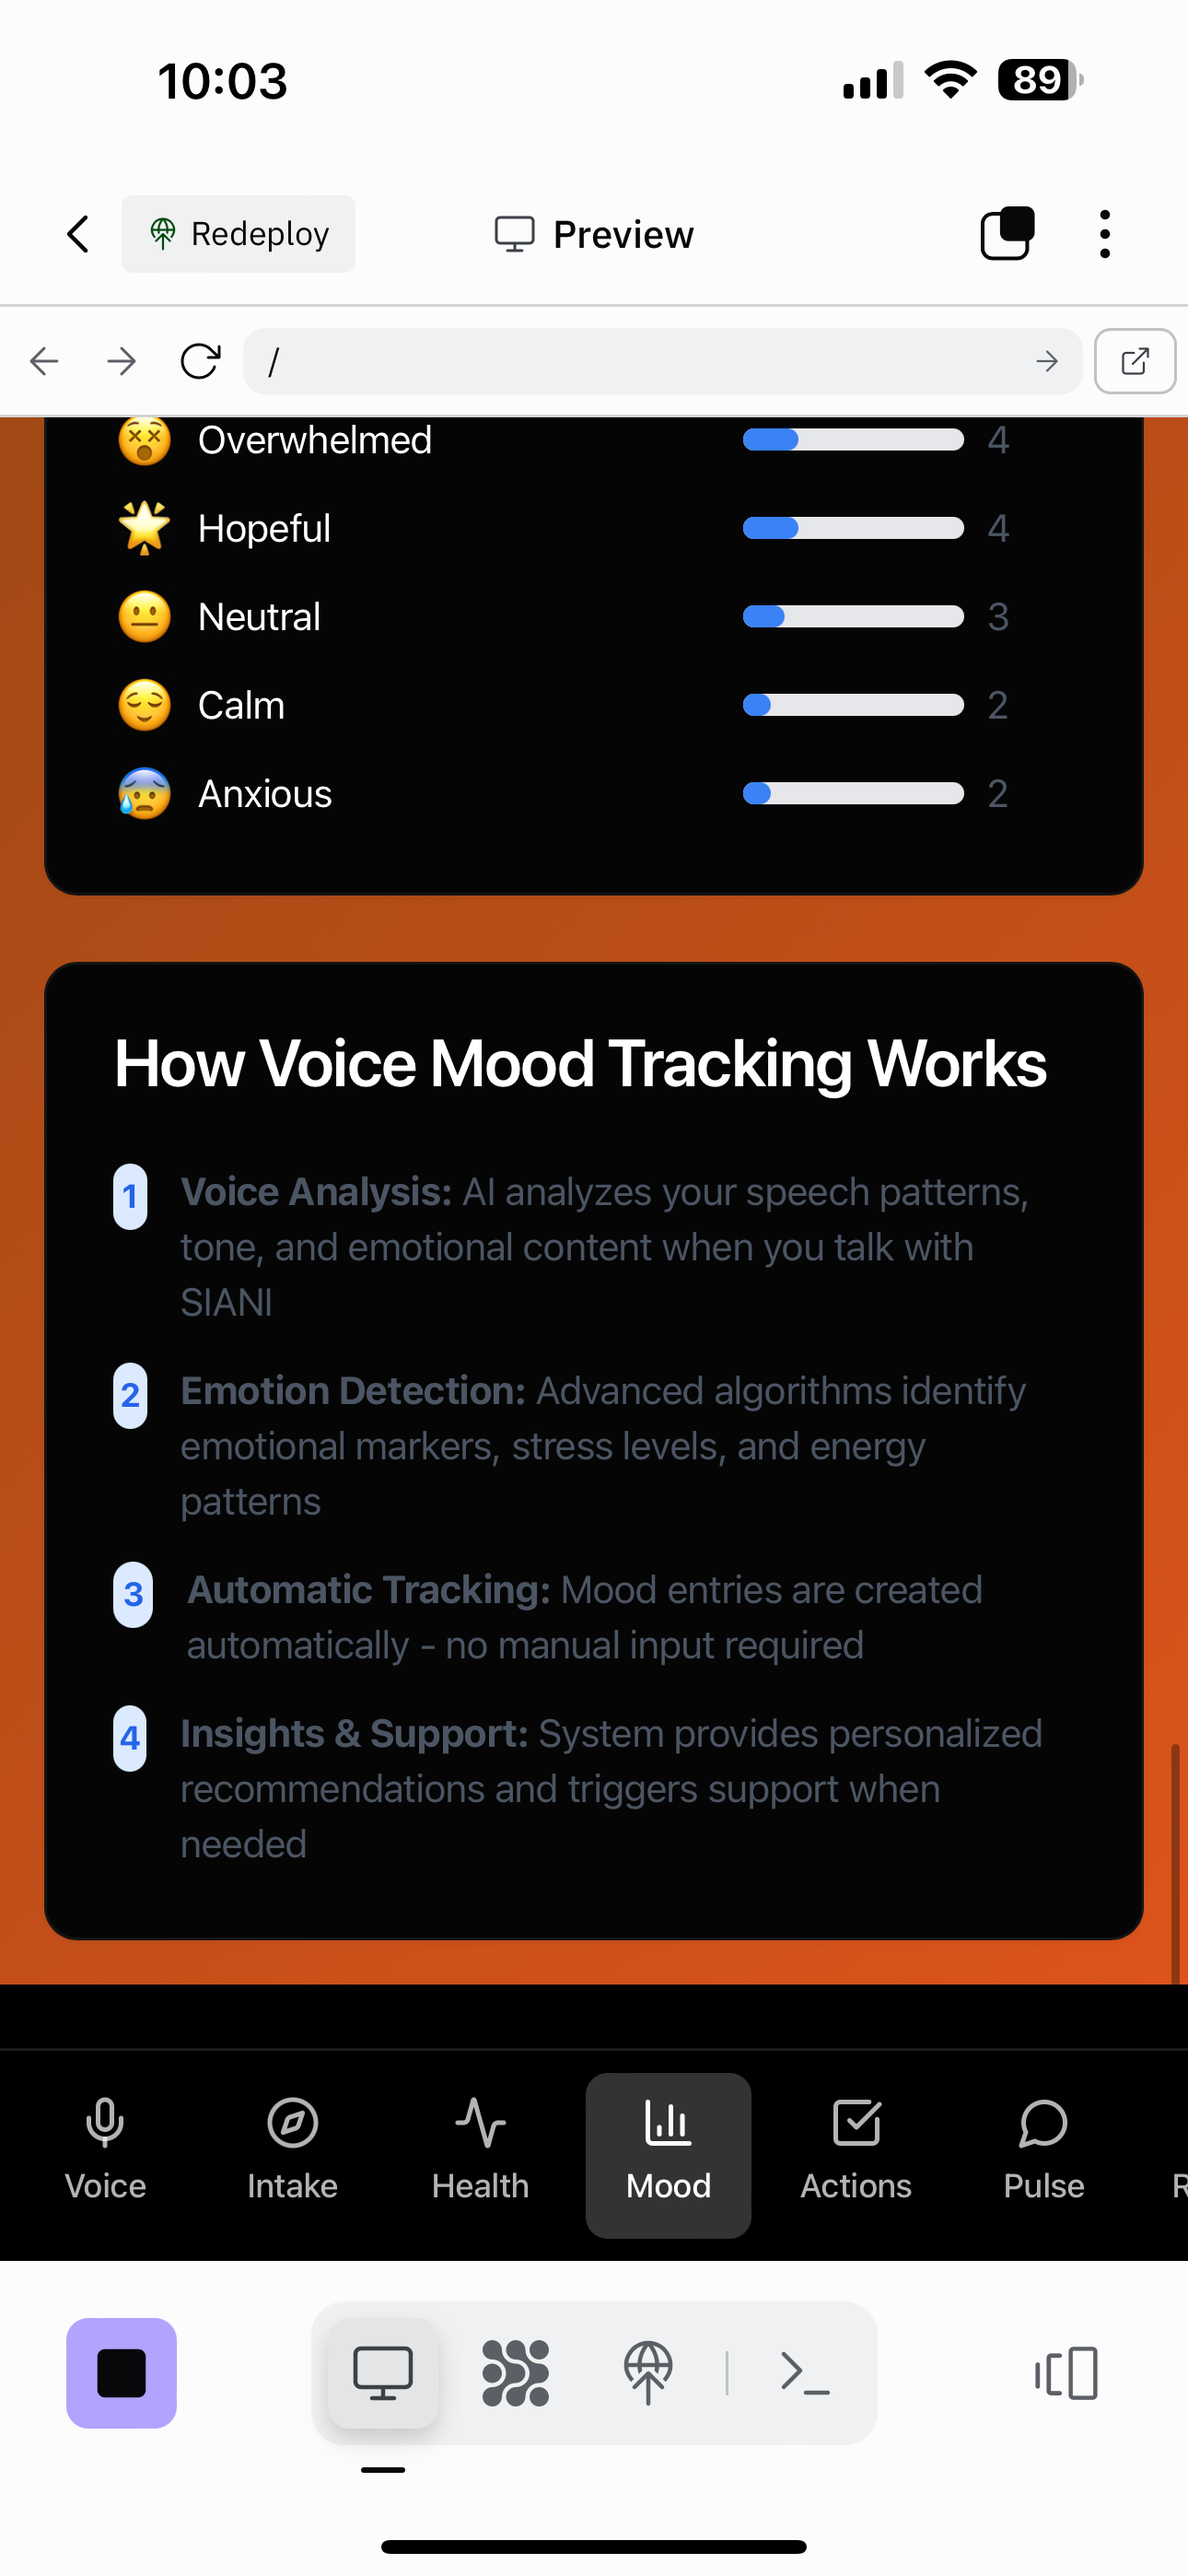 10:03
89
Redeploy
Preview
/
Overwhelmed 4
Hopeful 4
Neutral 3
Calm 2
Anxious 2
How Voice Mood Tracking Works
1 Voice Analysis: AI analyzes your speech patterns,
tone, and emotional content when you talk with
SIANI
2 Emotion Detection: Advanced algorithms identify
emotional markers, stress levels, and energy
patterns
3 Automatic Tracking: Mood entries are created
automatically - no manual input required
4 Insights & Support: System provides personalized
recommendations and triggers support when
needed
Voice Intake Health Mood Actions Pulse